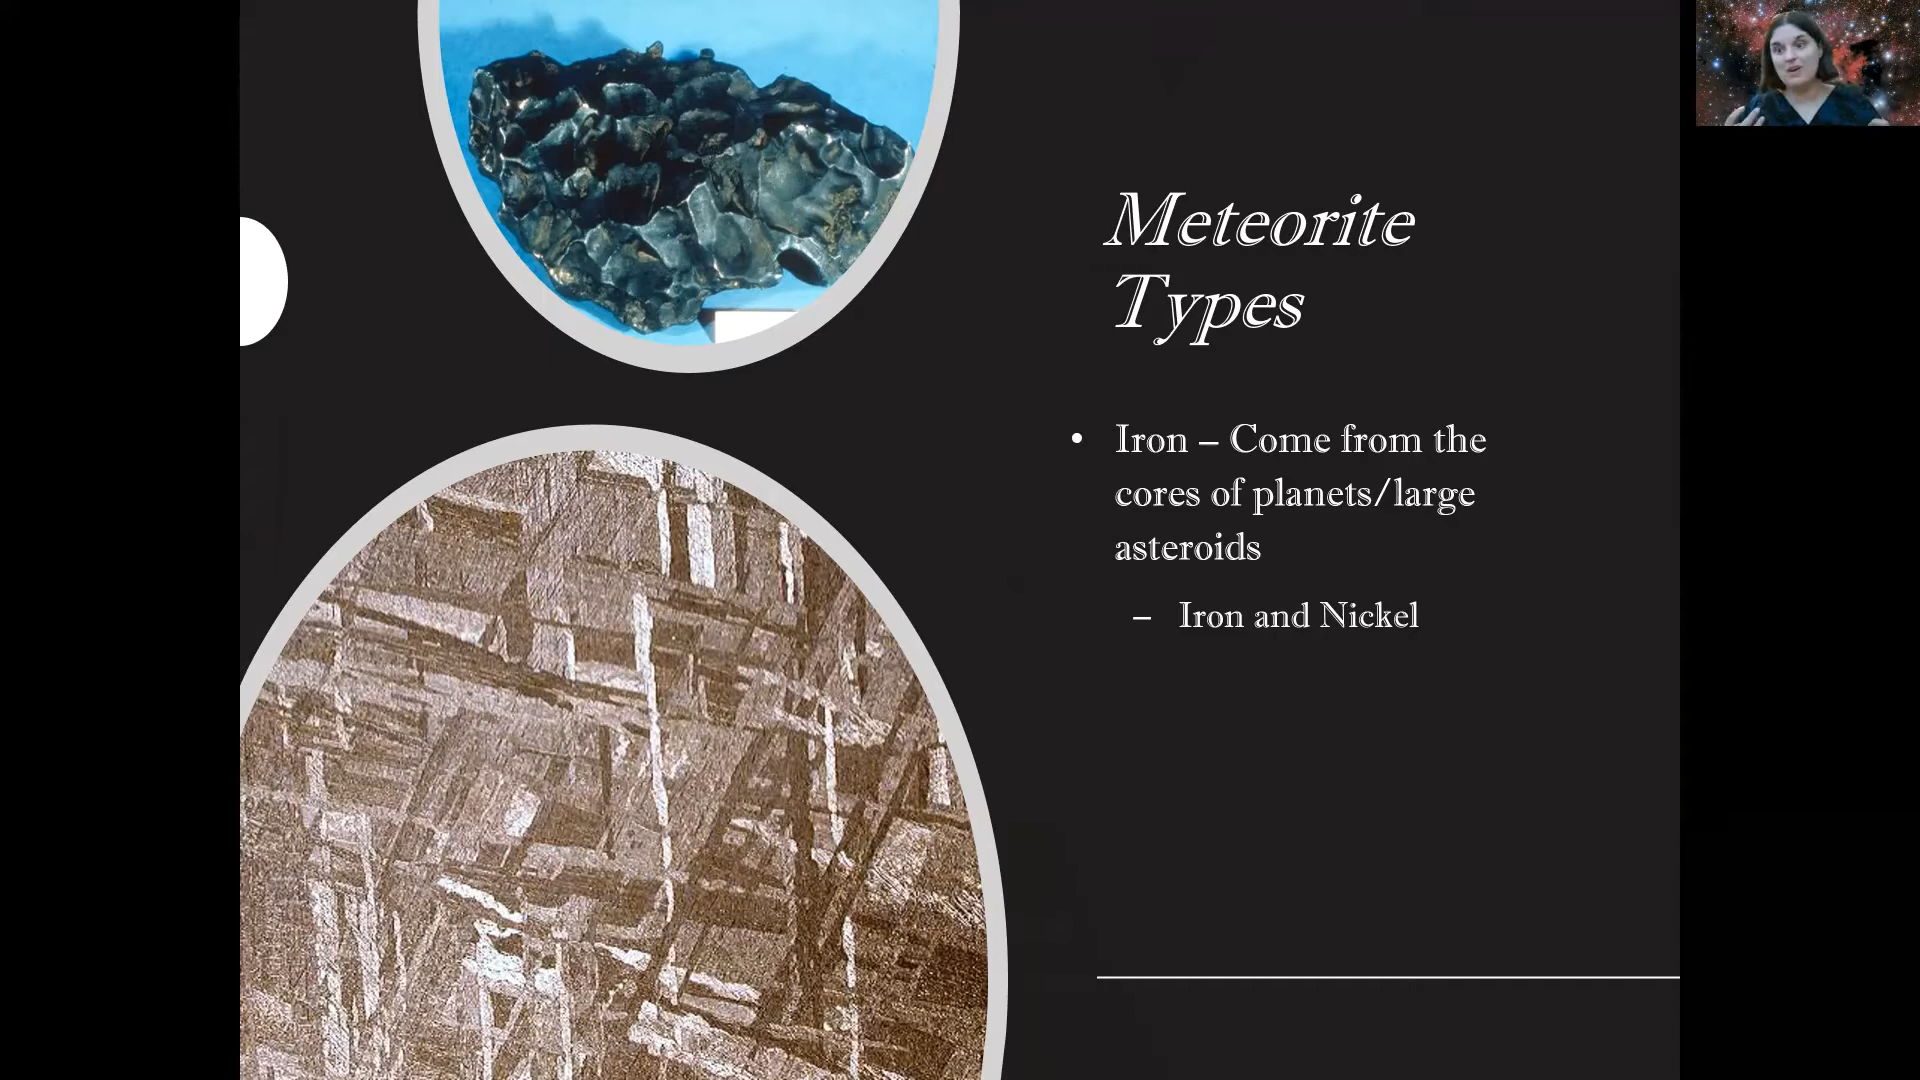 Meteorite
Types
• Iron – Come from the
cores of planets/large
asteroids
– Iron and Nickel